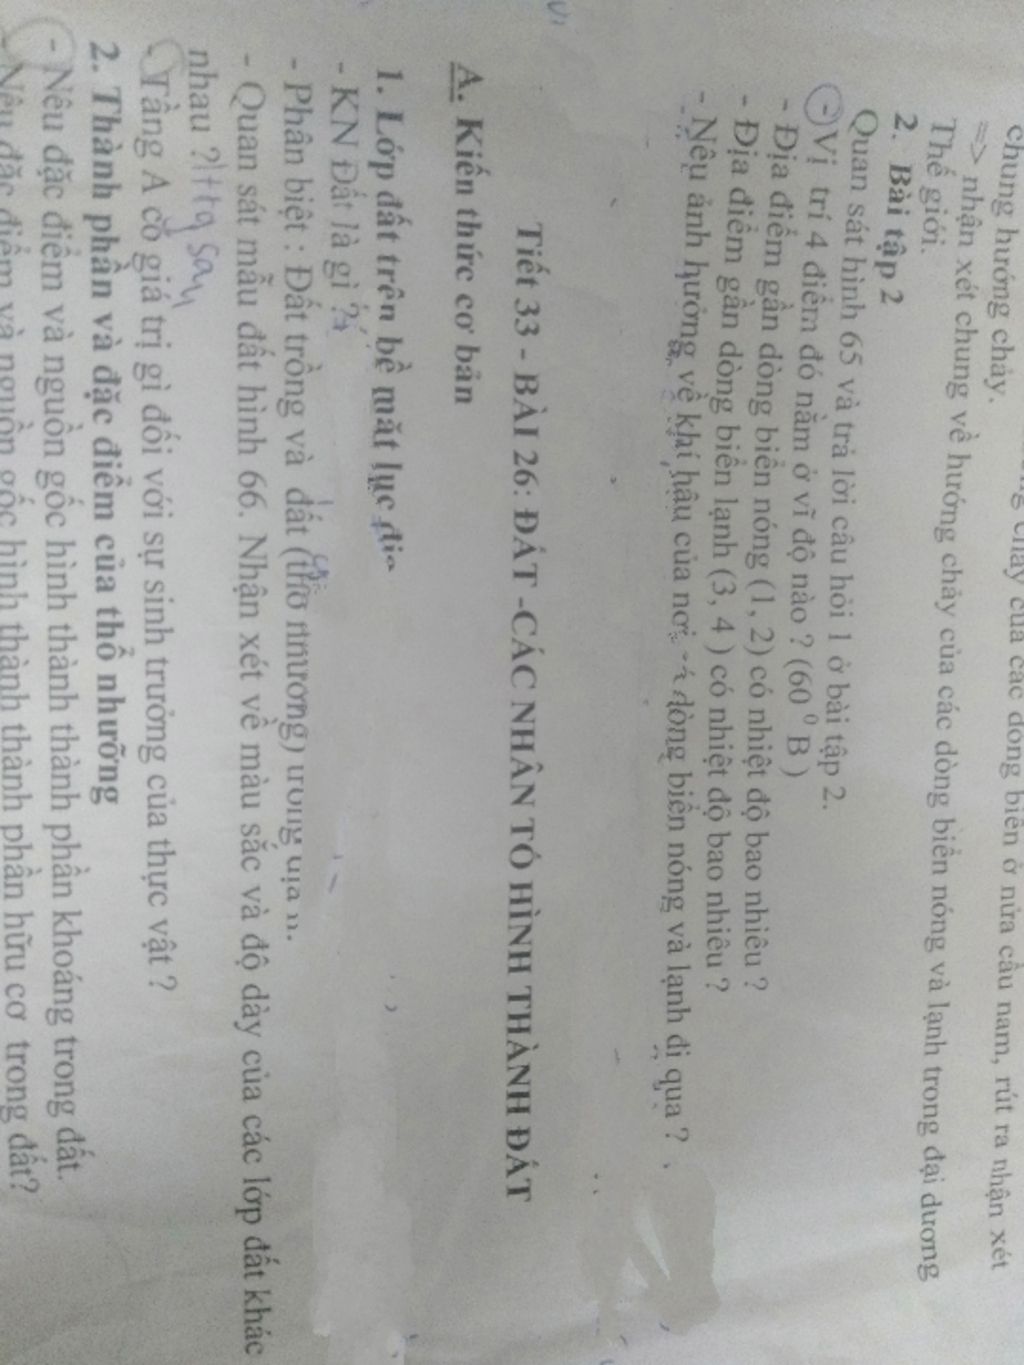 chảy của các dòng biển ở nửa cầu nam, rút ra nhận xét
chung hướng chảy.
=> nhận xét chung về hướng chảy của các dòng biển nóng và lạnh trong đại dương
Thế giới.
2. Bài tập 2
Quan sát hình 65 và trả lời câu hỏi 1 ở bài tập 2.
- Vị trí 4 điểm đó nằm ở vĩ độ nào ? (60 ⁰ B )
- Địa điểm gần dòng biển nóng (1, 2) có nhiệt độ bao nhiêu ?
- Địa điểm gần dòng biển lạnh (3, 4 ) có nhiệt độ bao nhiêu ?
- Nêu ảnh hưởng về khí hậu của nơi có dòng biển nóng và lạnh đi qua ?
Tiết 33 - BÀI 26: ĐẤT -CÁC NHÂN TỐ HÌNH THÀNH ĐẤT
A. Kiến thức cơ bản
1. Lớp đất trên bề mặt lục địa
- KN Đất là gì ?
- Phân biệt : Đất trồng và đất (thổ nhưỡng) trong địa lí.
- Quan sát mẫu đất hình 66. Nhận xét về màu sắc và độ dày của các lớp đất khác
nhau ?
- Tầng A có giá trị gì đối với sự sinh trưởng của thực vật ?
2. Thành phần và đặc điểm của thổ nhưỡng
- Nêu đặc điểm và nguồn gốc hình thành thành phần khoáng trong đất.
- Nêu đặc điểm và nguồn gốc hình thành thành phần hữu cơ trong đất?